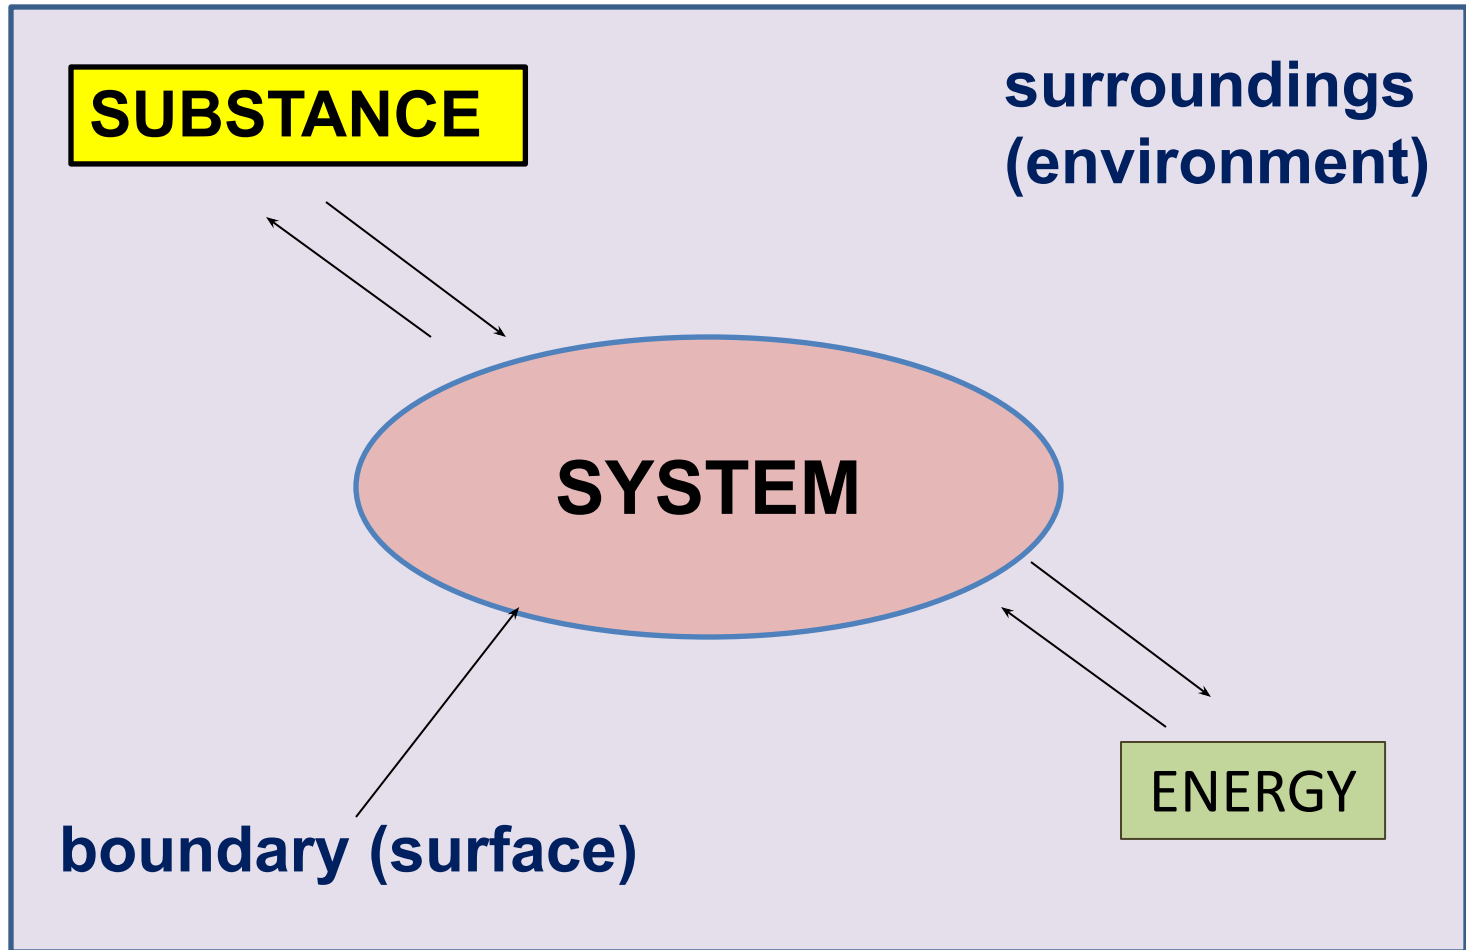 SUBSTANCE
surroundings
(environment)
SYSTEM
ENERGY
boundary (surface)